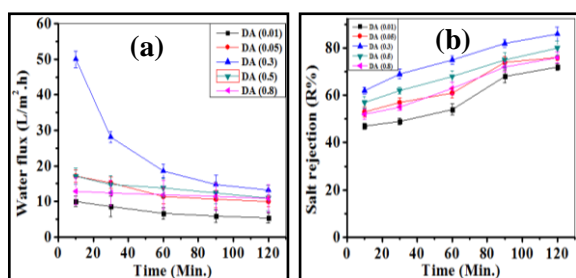 (a)
DA (0.01)
DA (0.05)
DA (0.3)
DA (0.5)
DA (0.8)
Water flux (L/m².h)
60
50
40
30
20
10
0
0 20 40 60 80 100 120
Time (Min.)
(b)
DA (0.01)
DA (0.05)
DA (0.3)
DA
DA (0.8)
Salt rejection (R%)
80
60
40
20
0
0 20 40 60 80 100 120
Time (Min.)